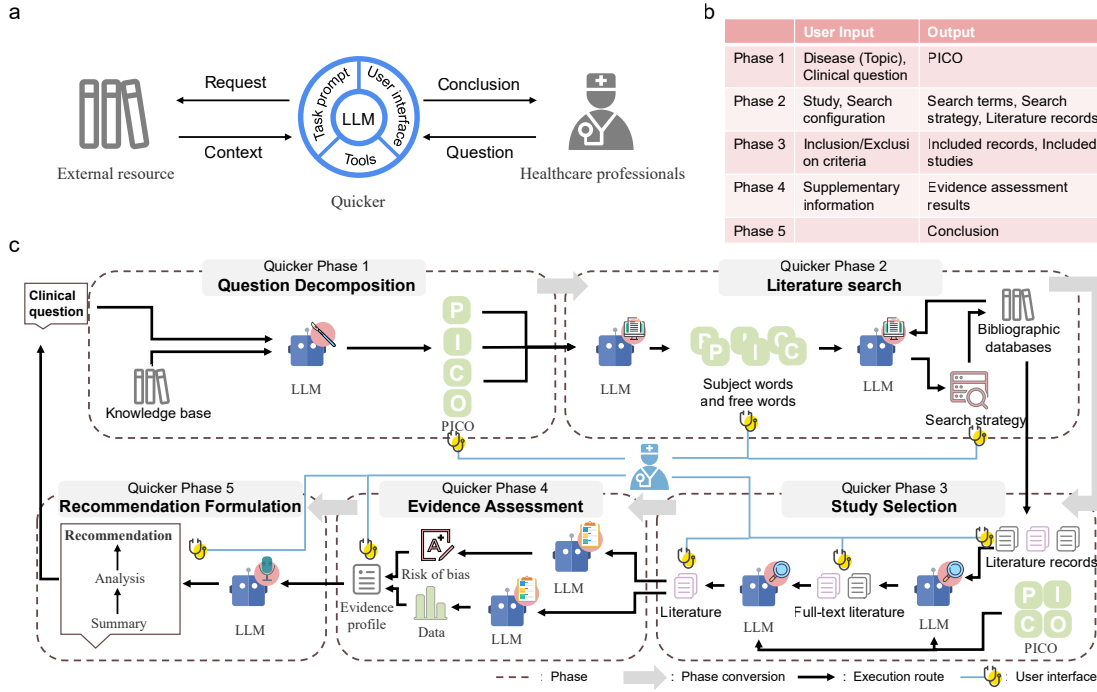 a
Request
Context
External resource
Task prompt
User interface
LLM
Tools
Quicker
Conclusion
Question
Healthcare professionals
b
User Input
Output
Phase 1
Disease (Topic),
Clinical question
PICO
Phase 2
Study, Search
configuration
Search terms, Search
strategy, Literature records
Phase 3
Inclusion/Exclusi
on criteria
Included records, Included
studies
Phase 4
Supplementary
information
Evidence assessment
results
Phase 5
Conclusion
c
Quicker Phase 1
Question Decomposition
Clinical
question
Knowledge base
LLM
P
I
C
O
PICO
Quicker Phase 2
Literature search
LLM
P P I I C C
Subject words
and free words
LLM
Bibliographic
databases
Search strategy
Quicker Phase 3
Study Selection
Literature records
P I
C O
PICO
LLM
Full-text literature
LLM
Literature
Quicker Phase 4
Evidence Assessment
LLM
LLM
A+
Risk of bias
Data
Evidence
profile
Quicker Phase 5
Recommendation Formulation
LLM
Recommendation
Analysis
Summary
: Phase
: Phase conversion
: Execution route
: User interface